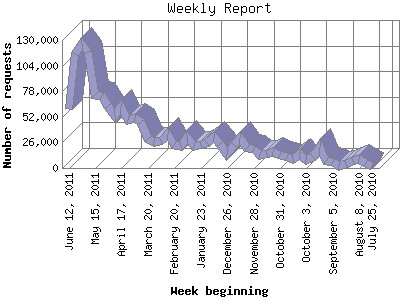 Weekly Report
Number of requests
130,000
104,000
78,000
52,000
26,000
0
June 12, 2011
May 15, 2011
April 17, 2011
March 20, 2011
February 20, 2011
January 23, 2011
December 26, 2010
November 28, 2010
October 31, 2010
October 3, 2010
September 5, 2010
August 8, 2010
July 25, 2010
Week beginning